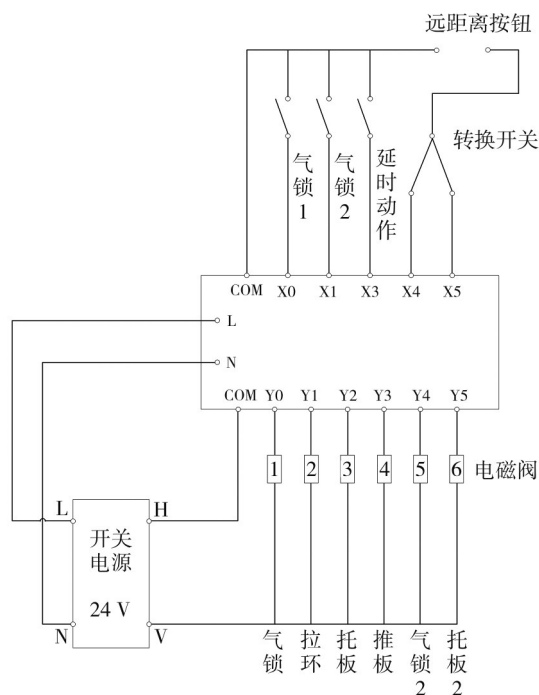 远距离按钮
转换开关
气锁1
气锁2
延时动作
COM X0 X1 X3 X4 X5
L
N
COM Y0 Y1 Y2 Y3 Y4 Y5
1 2 3 4 5 6 电磁阀
L H
开关
电源
24 V
N V
气锁
拉环
托板
推板
气锁2
托板2